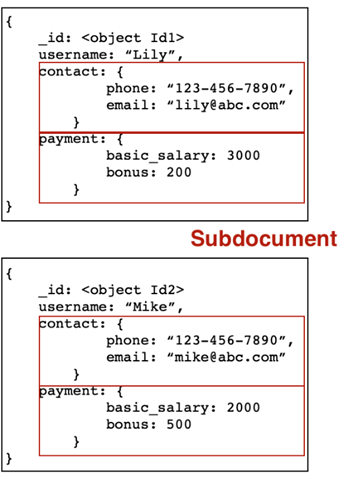 {
_id: <object Id1>
username: “Lily”,
contact: {
phone: “123-456-7890”,
email: “lily@abc.com”
}
payment: {
basic_salary: 3000
bonus: 200
}
}
Subdocument
{
_id: <object Id2>
username: “Mike”,
contact: {
phone: “123-456-7890”,
email: “mike@abc.com”
}
payment: {
basic_salary: 2000
bonus: 500
}
}